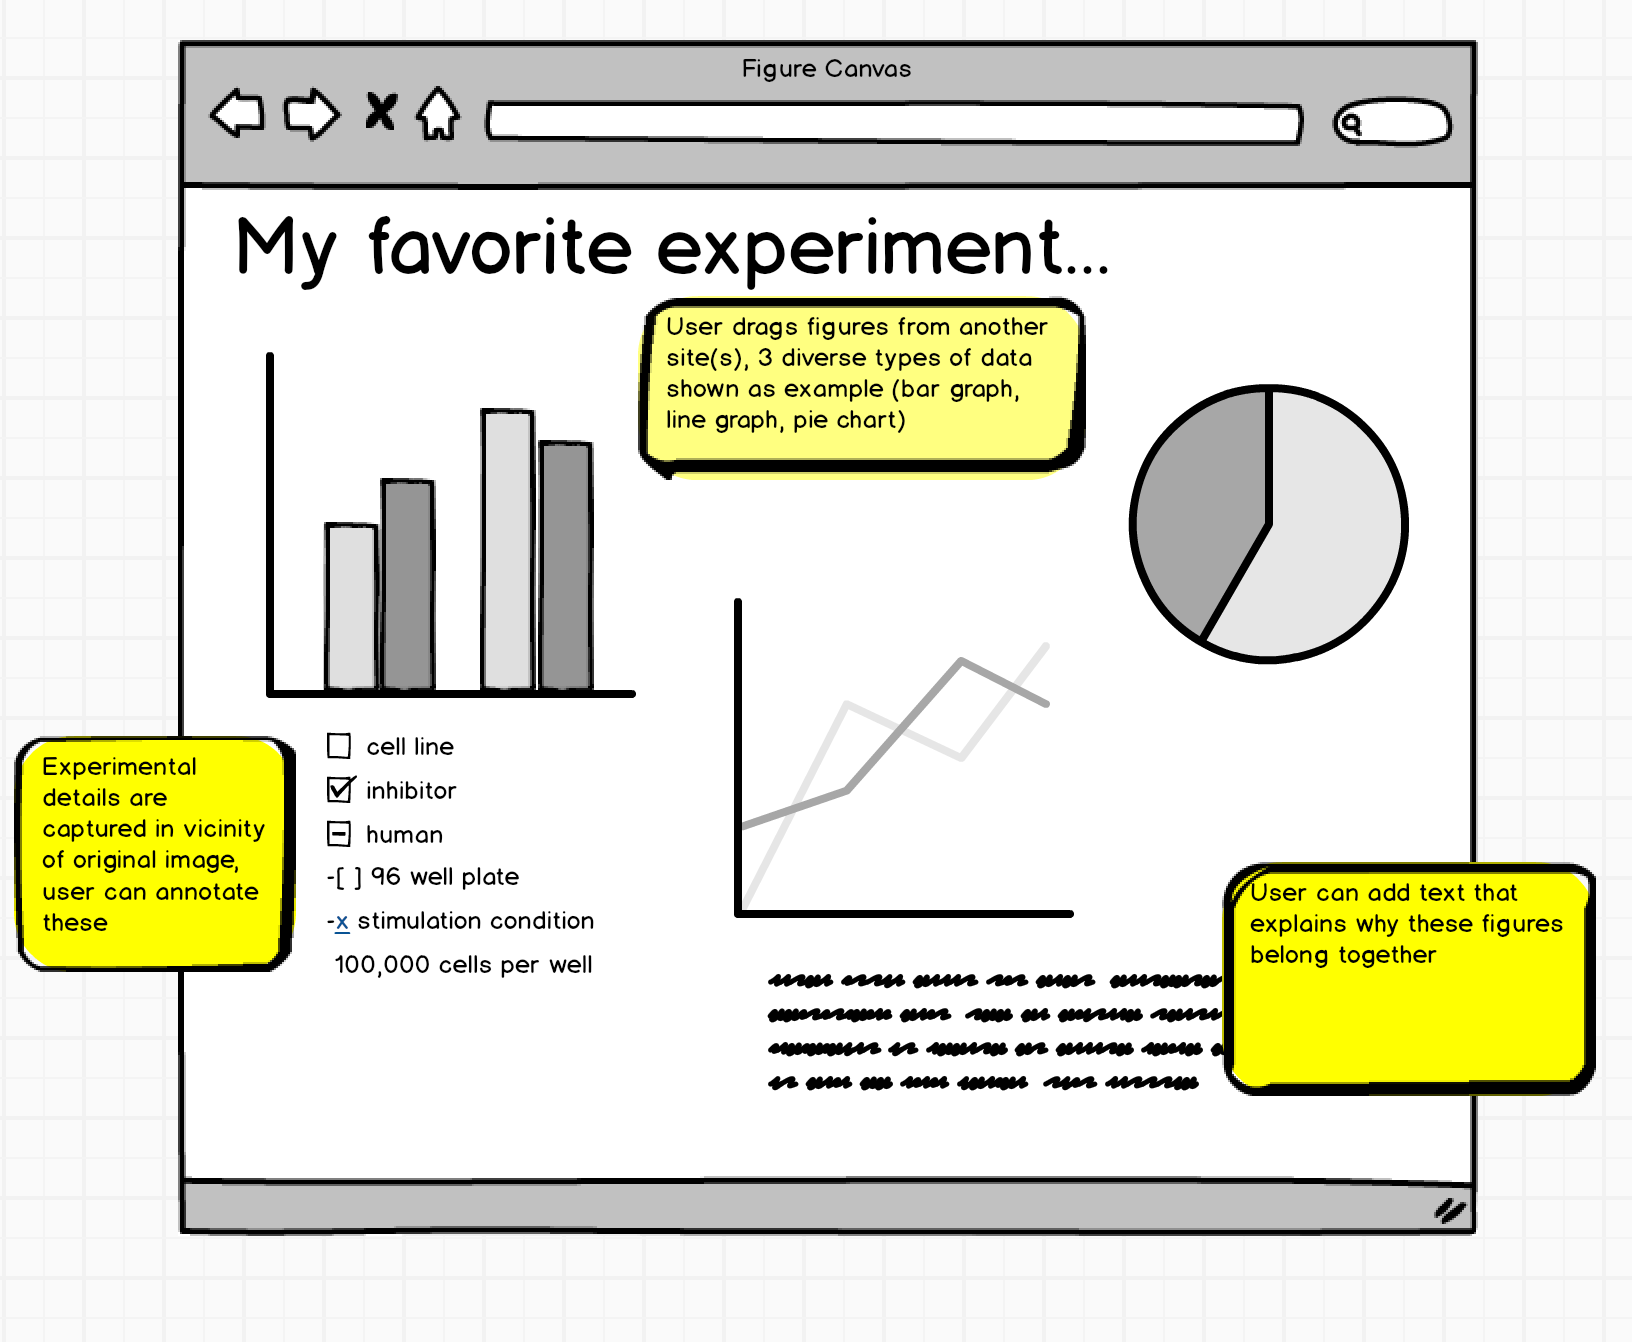 Figure Canvas
My favorite experiment...
User drags figures from another
site(s), 3 diverse types of data
shown as example (bar graph,
line graph, pie chart)
Experimental
details are
captured in vicinity
of original image,
user can annotate
these
cell line
inhibitor
human
-[ ] 96 well plate
-x stimulation condition
100,000 cells per well
User can add text that
explains why these figures
belong together